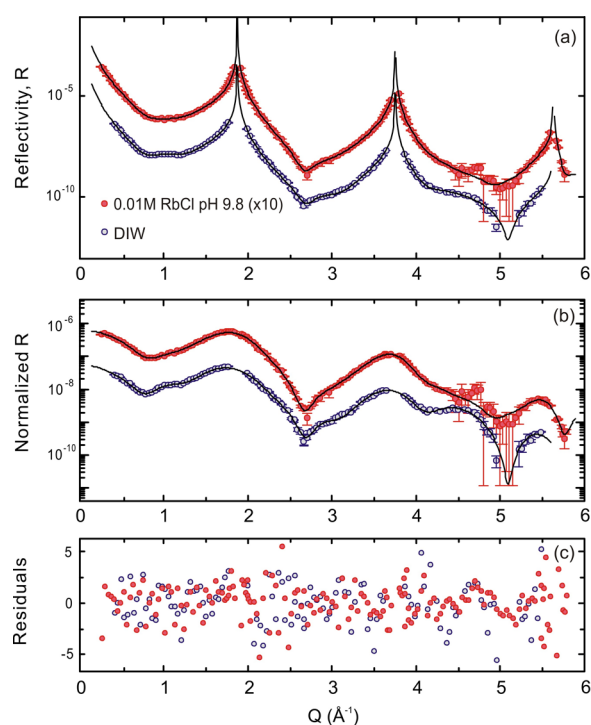 (a)
Reflectivity, R
10⁻⁵
10⁻¹⁰
0.01M RbCl pH 9.8 (x10)
DIW
0 1 2 3 4 5 6
(b)
Normalized R
10⁻⁶
10⁻⁸
10⁻¹⁰
0 1 2 3 4 5 6
(c)
Residuals
5
0
-5
0 1 2 3 4 5 6
Q (Å⁻¹)